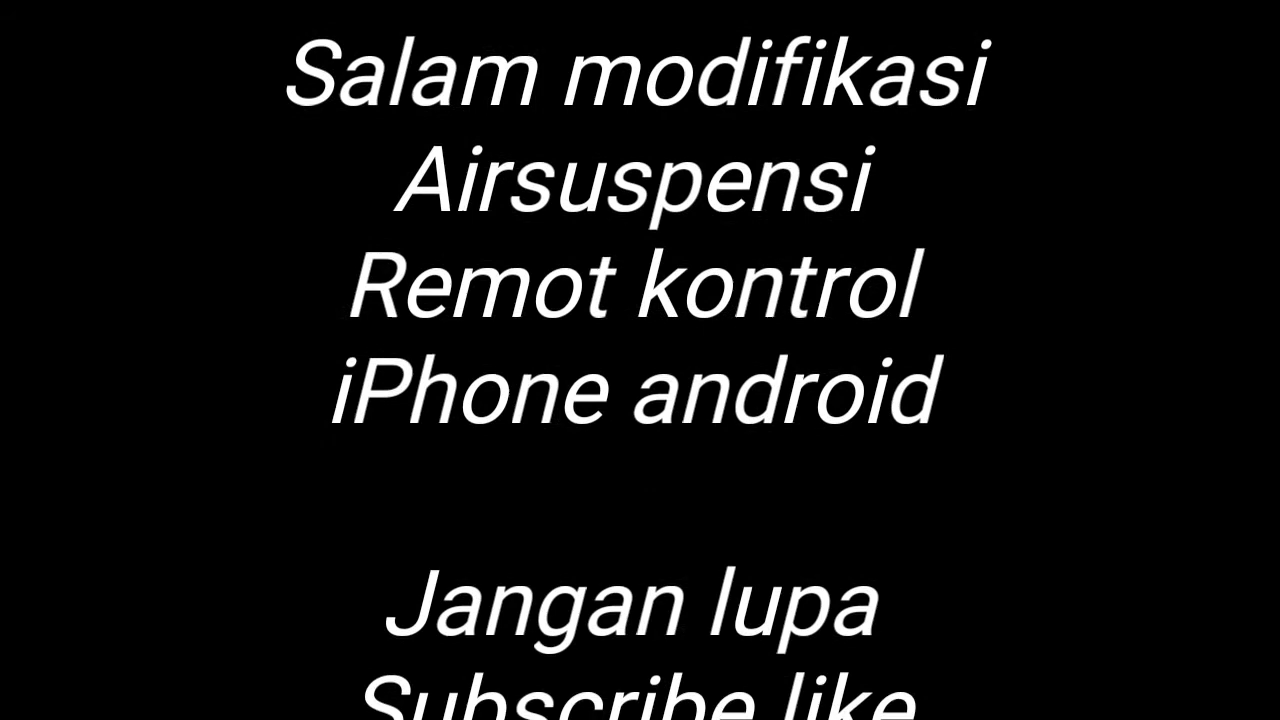 Salam modifikasi
Airsuspensi
Remot kontrol
iPhone android
Jangan lupa
Subscribe like